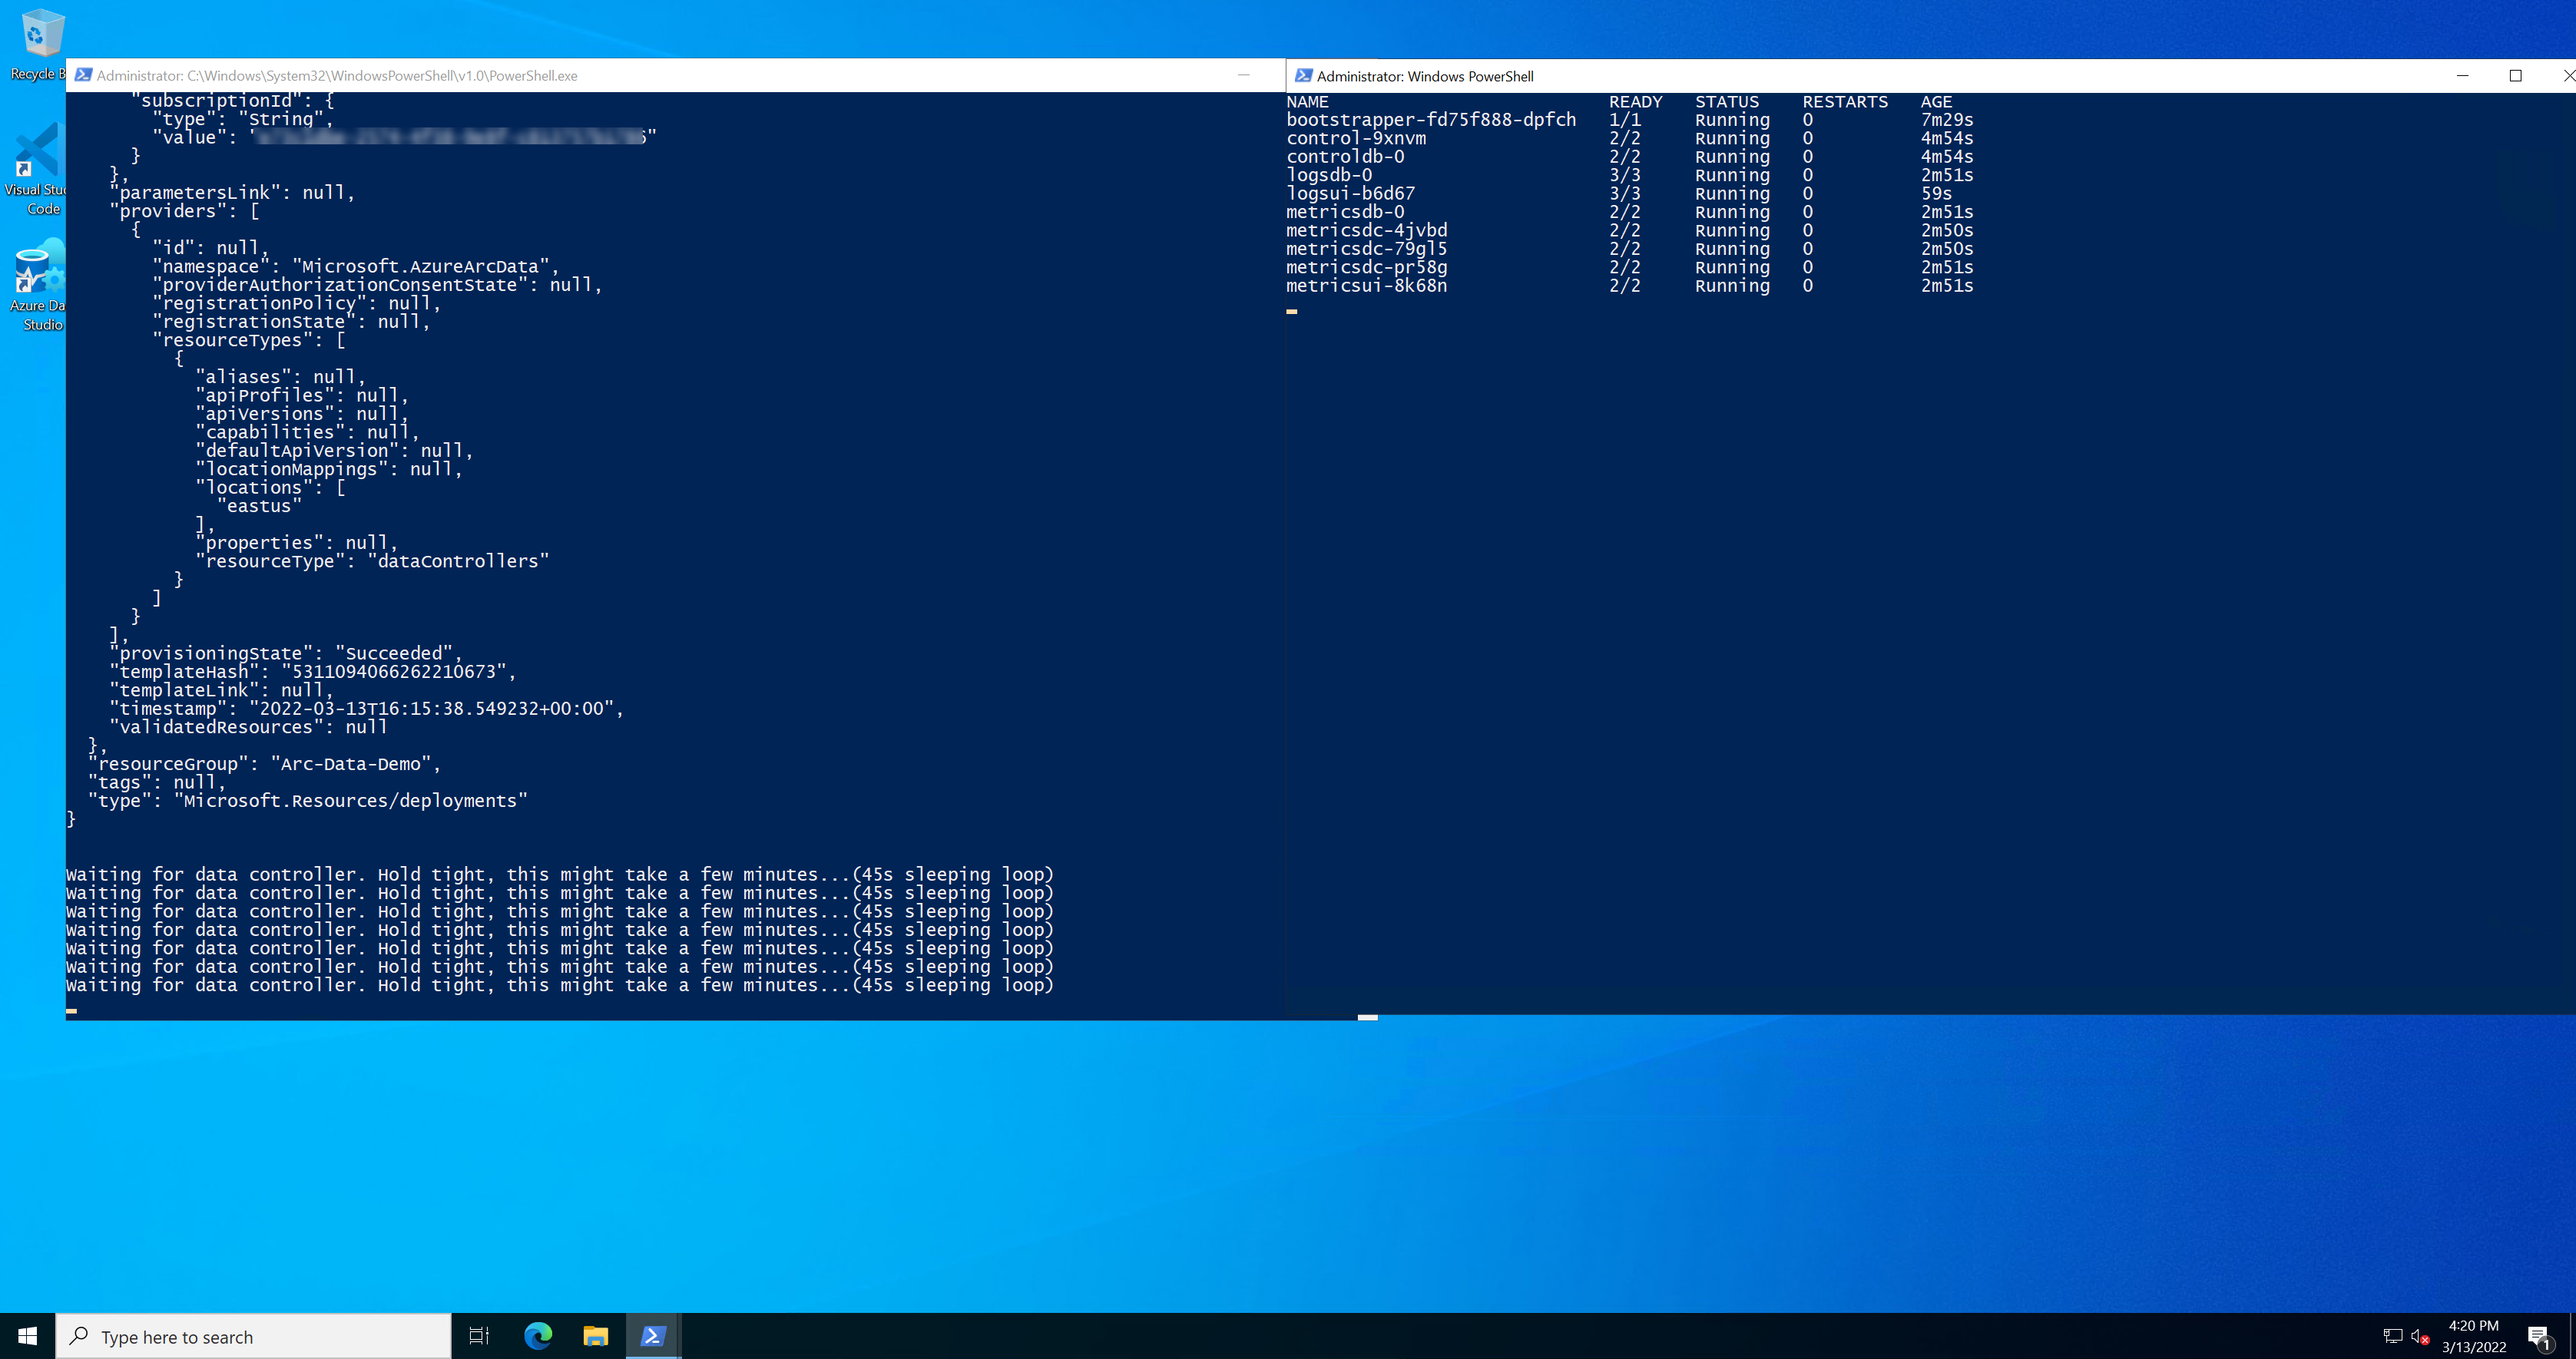 Recycle B
Visual Stud
Code
Azure Da
Studio
Administrator: C:\Windows\System32\WindowsPowerShell\v1.0\PowerShell.exe
"subscriptionId": {
"type": "String",
"value": "
}
},
"parametersLink": null,
"providers": [
{
"id": null,
"namespace": "Microsoft.AzureArcData",
"providerAuthorizationConsentState": null,
"registrationPolicy": null,
"registrationState": null,
"resourceTypes": [
{
"aliases": null,
"apiProfiles": null,
"apiVersions": null,
"capabilities": null,
"defaultApiVersion": null,
"locationMappings": null,
"locations": [
"eastus"
],
"properties": null,
"resourceType": "dataControllers"
}
]
}
],
"provisioningState": "Succeeded",
"templateHash": "5311094066262210673",
"templateLink": null,
"timestamp": "2022-03-13T16:15:38.549232+00:00",
"validatedResources": null
},
"resourceGroup": "Arc-Data-Demo",
"tags": null,
"type": "Microsoft.Resources/deployments"
}
Waiting for data controller. Hold tight, this might take a few minutes...(45s sleeping loop)
Waiting for data controller. Hold tight, this might take a few minutes...(45s sleeping loop)
Waiting for data controller. Hold tight, this might take a few minutes...(45s sleeping loop)
Waiting for data controller. Hold tight, this might take a few minutes...(45s sleeping loop)
Waiting for data controller. Hold tight, this might take a few minutes...(45s sleeping loop)
Waiting for data controller. Hold tight, this might take a few minutes...(45s sleeping loop)
Waiting for data controller. Hold tight, this might take a few minutes...(45s sleeping loop)
Administrator: Windows PowerShell
NAME READY STATUS RESTARTS AGE
bootstrapper-fd75f888-dpfch 1/1 Running 0 7m29s
control-9xnvm 2/2 Running 0 4m54s
controldb-0 2/2 Running 0 4m54s
logsdb-0 3/3 Running 0 2m51s
logsui-b6d67 3/3 Running 0 59s
metricsdb-0 2/2 Running 0 2m51s
metricsdc-4jvbd 2/2 Running 0 2m50s
metricsdc-79gl5 2/2 Running 0 2m50s
metricsdc-pr58g 2/2 Running 0 2m51s
metricsui-8k68n 2/2 Running 0 2m51s
Type here to search
4:20 PM
3/13/2022
1